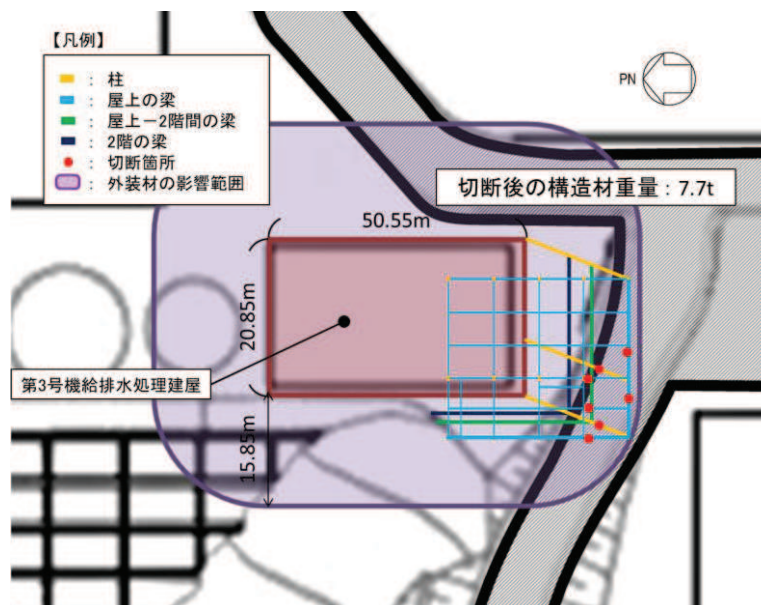 【凡例】
： 柱
： 屋上の梁
： 屋上－2階間の梁
： 2階の梁
： 切断箇所
： 外装材の影響範囲
PN
切断後の構造材重量：7.7t
50.55m
20.85m
第3号機給排水処理建屋
15.85m